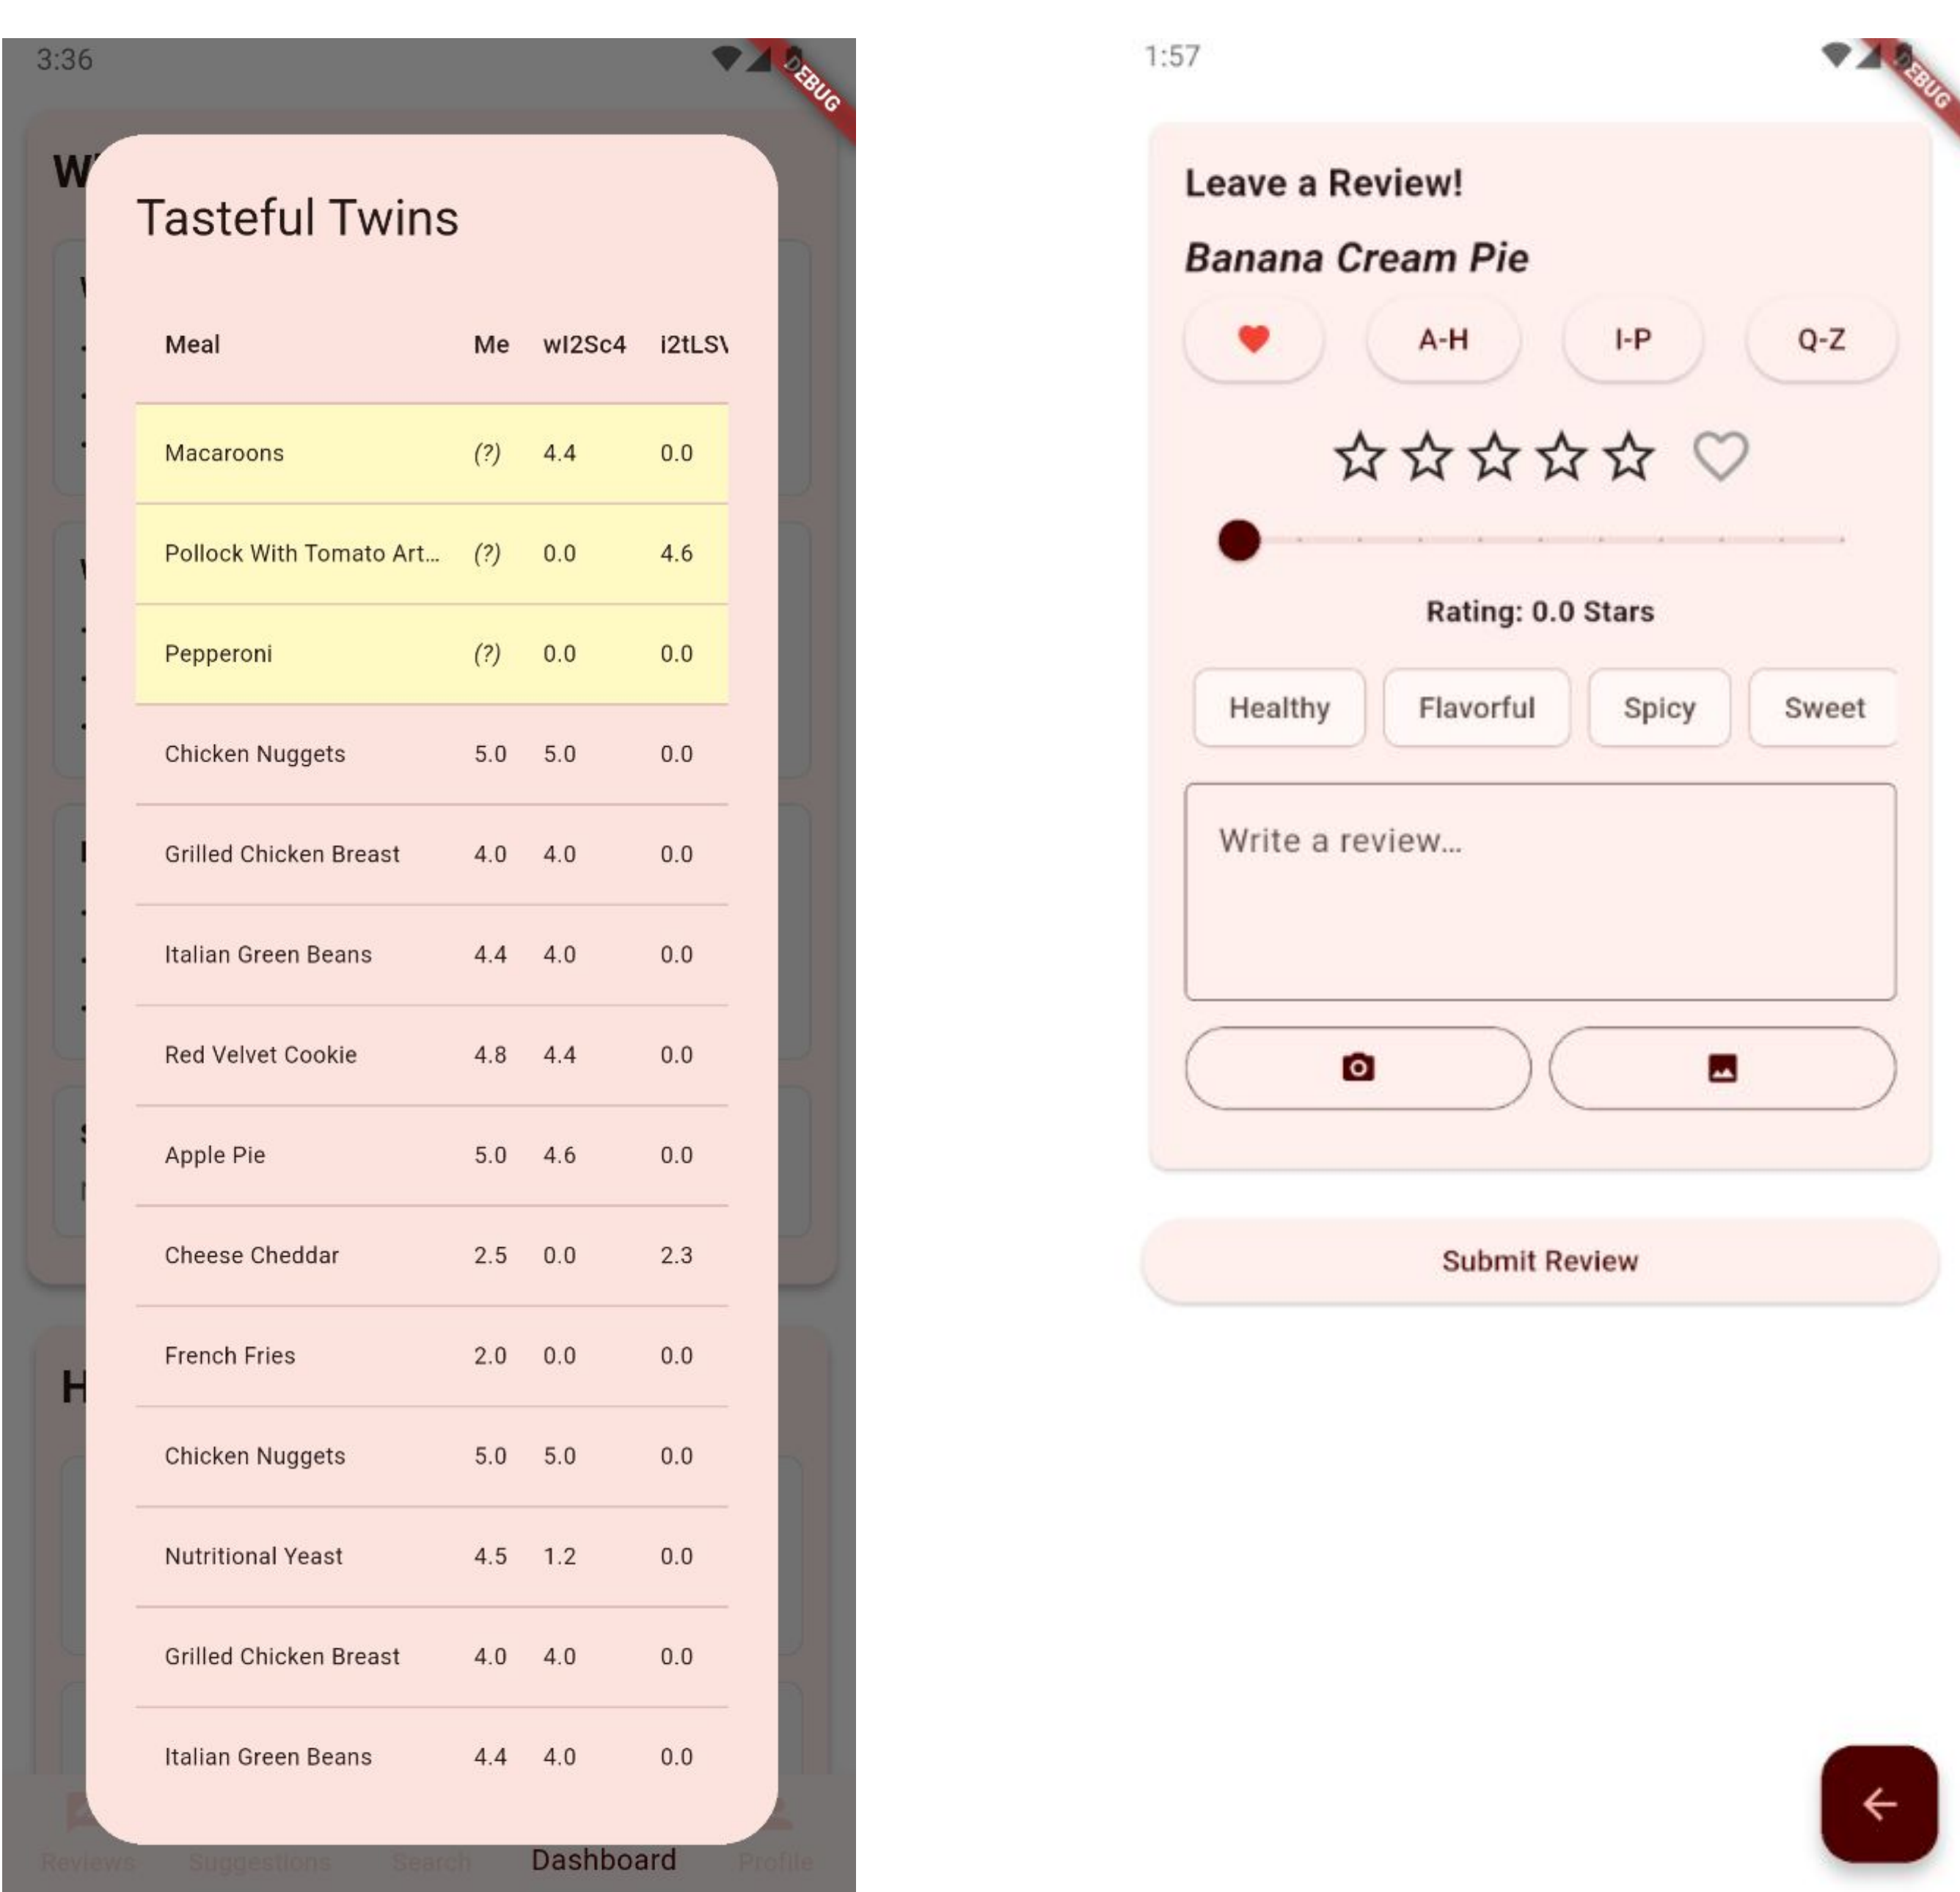 3:36
DEBUG
W
Tasteful Twins
Meal Me wI2Sc4 i2tLS
Macaroons (?) 4.4 0.0
Pollock With Tomato Art... (?) 0.0 4.6
Pepperoni (?) 0.0 0.0
Chicken Nuggets 5.0 5.0 0.0
Grilled Chicken Breast 4.0 4.0 0.0
Italian Green Beans 4.4 4.0 0.0
Red Velvet Cookie 4.8 4.4 0.0
Apple Pie 5.0 4.6 0.0
Cheese Cheddar 2.5 0.0 2.3
French Fries 2.0 0.0 0.0
H
Chicken Nuggets 5.0 5.0 0.0
Nutritional Yeast 4.5 1.2 0.0
Grilled Chicken Breast 4.0 4.0 0.0
Italian Green Beans 4.4 4.0 0.0
Reviews Suggestions Search Dashboard Profile
1:57
DEBUG
Leave a Review!
Banana Cream Pie
A-H I-P Q-Z
Rating: 0.0 Stars
Healthy Flavorful Spicy Sweet
Write a review...
Submit Review